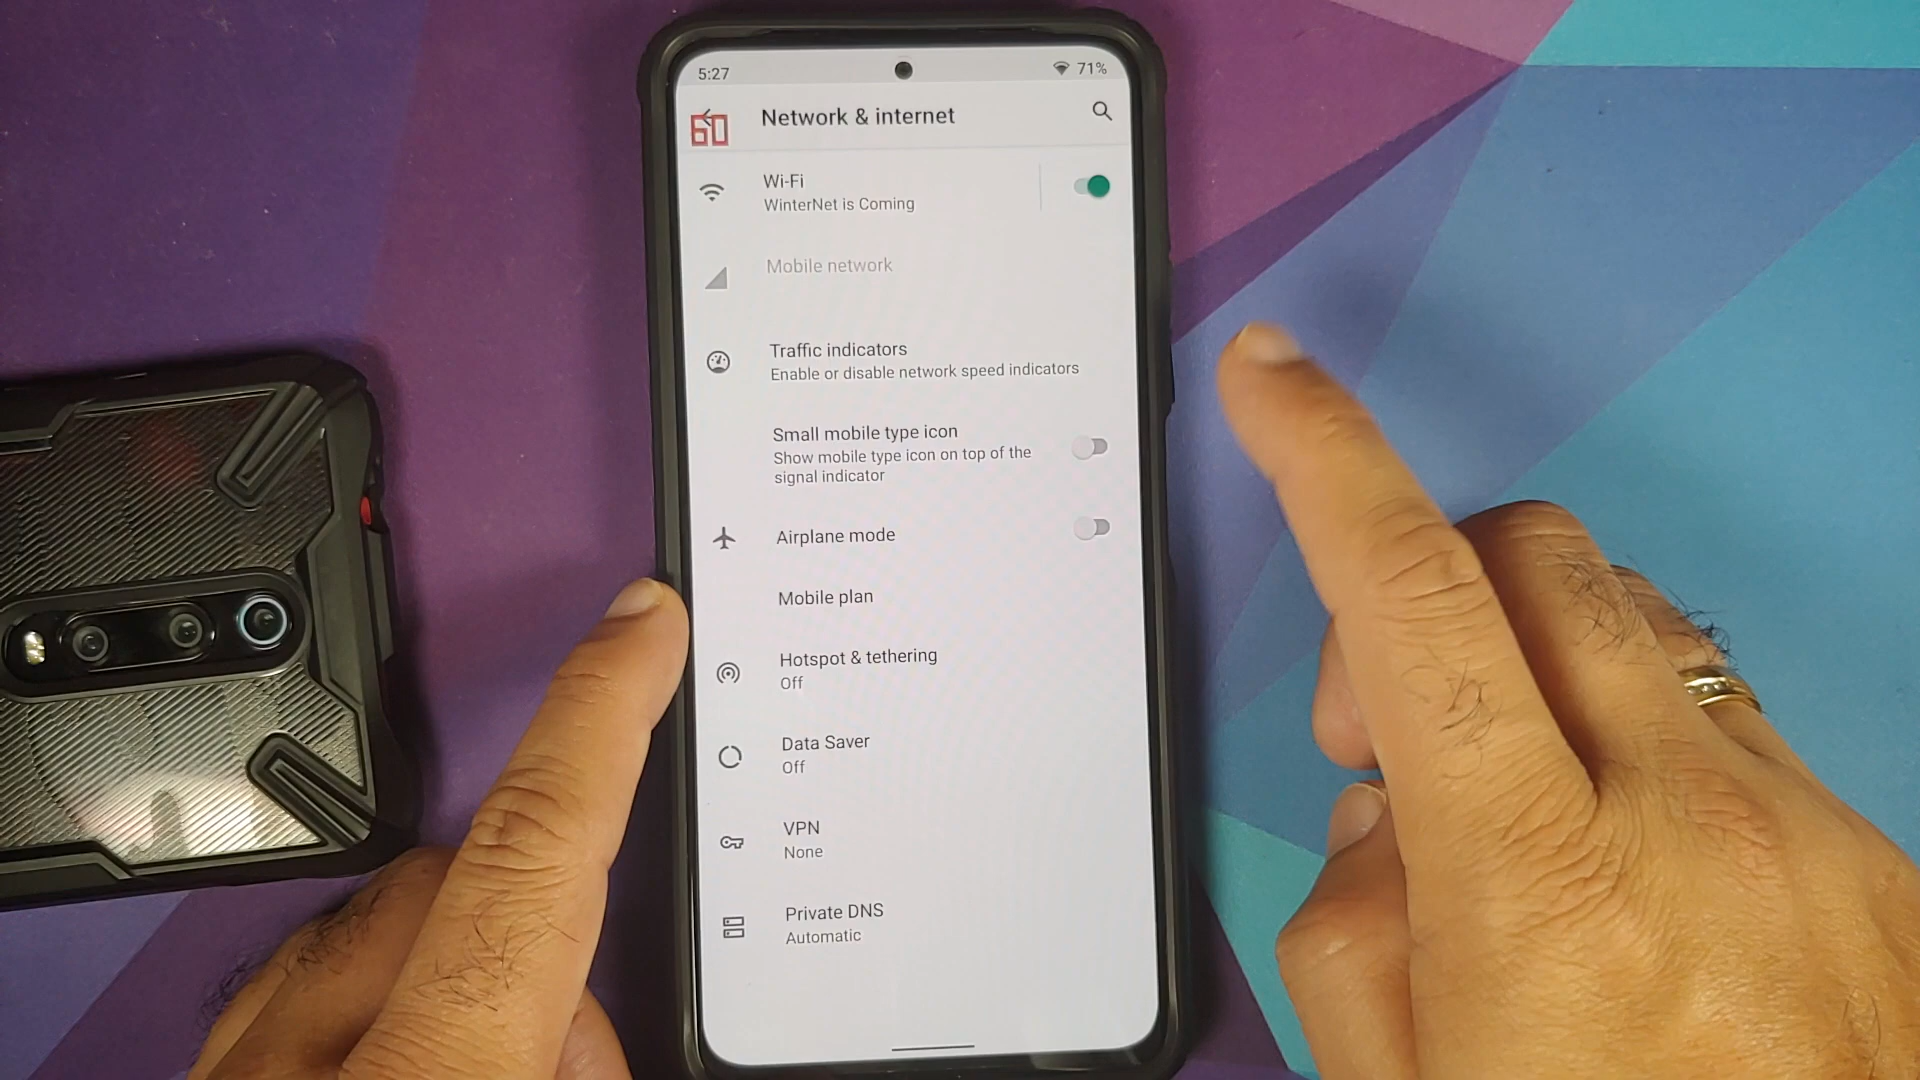 5:27
71%
60
Network & internet
Wi-Fi
WinterNet is Coming
Mobile network
Traffic indicators
Enable or disable network speed indicators
Small mobile type icon
Show mobile type icon on top of the
signal indicator
Airplane mode
Mobile plan
Hotspot & tethering
Off
Data Saver
Off
VPN
None
Private DNS
Automatic